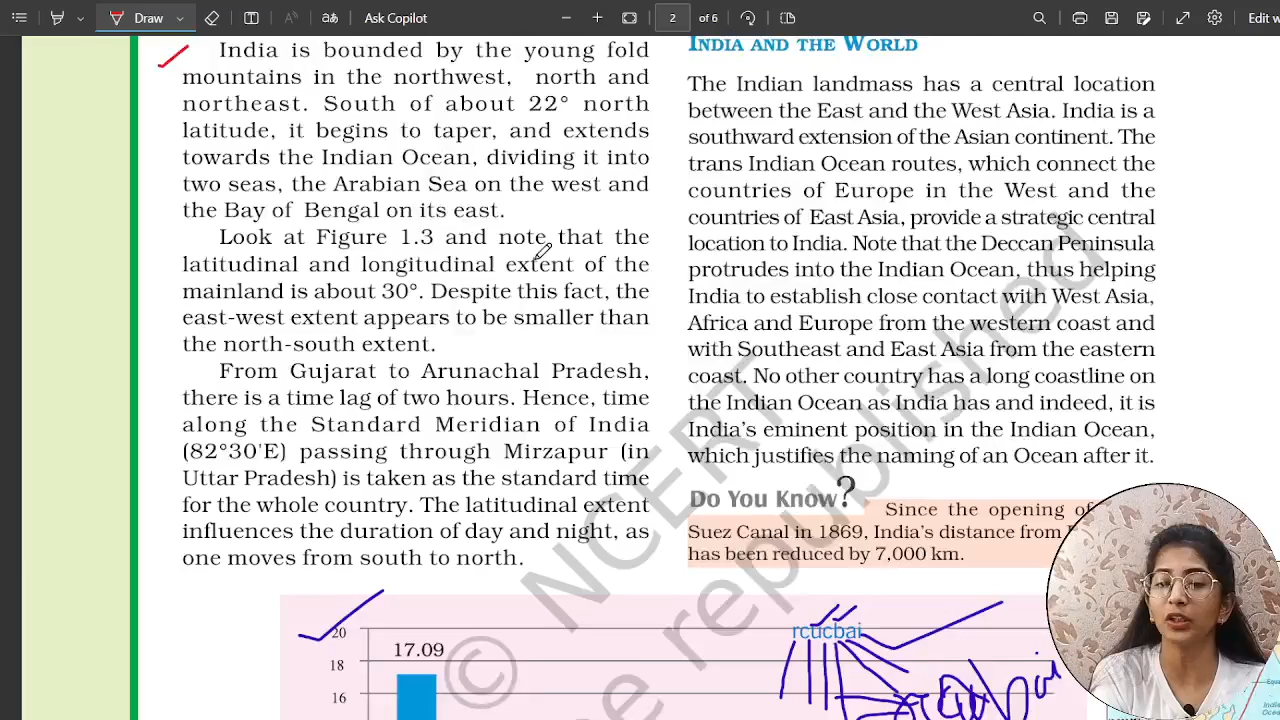 Draw
Ask Copilot
2
of 6
Edit
India is bounded by the young fold
mountains in the northwest, north and
northeast. South of about 22° north
latitude, it begins to taper, and extends
towards the Indian Ocean, dividing it into
two seas, the Arabian Sea on the west and
the Bay of Bengal on its east.
Look at Figure 1.3 and note that the
latitudinal and longitudinal extent of the
mainland is about 30°. Despite this fact, the
east-west extent appears to be smaller than
the north-south extent.
From Gujarat to Arunachal Pradesh,
there is a time lag of two hours. Hence, time
along the Standard Meridian of India
(82°30'E) passing through Mirzapur (in
Uttar Pradesh) is taken as the standard time
for the whole country. The latitudinal extent
influences the duration of day and night, as
one moves from south to north.
INDIA AND THE WORLD
The Indian landmass has a central location
between the East and the West Asia. India is a
southward extension of the Asian continent. The
trans Indian Ocean routes, which connect the
countries of Europe in the West and the
countries of East Asia, provide a strategic central
location to India. Note that the Deccan Peninsula
protrudes into the Indian Ocean, thus helping
India to establish close contact with West Asia,
Africa and Europe from the western coast and
with Southeast and East Asia from the eastern
coast. No other country has a long coastline on
the Indian Ocean as India has and indeed, it is
India's eminent position in the Indian Ocean,
which justifies the naming of an Ocean after it.
Do You Know?
Since the opening of
Suez Canal in 1869, India's distance from
has been reduced by 7,000 km.
20
17.09
18
16
rcucbai
© NCERT
republished